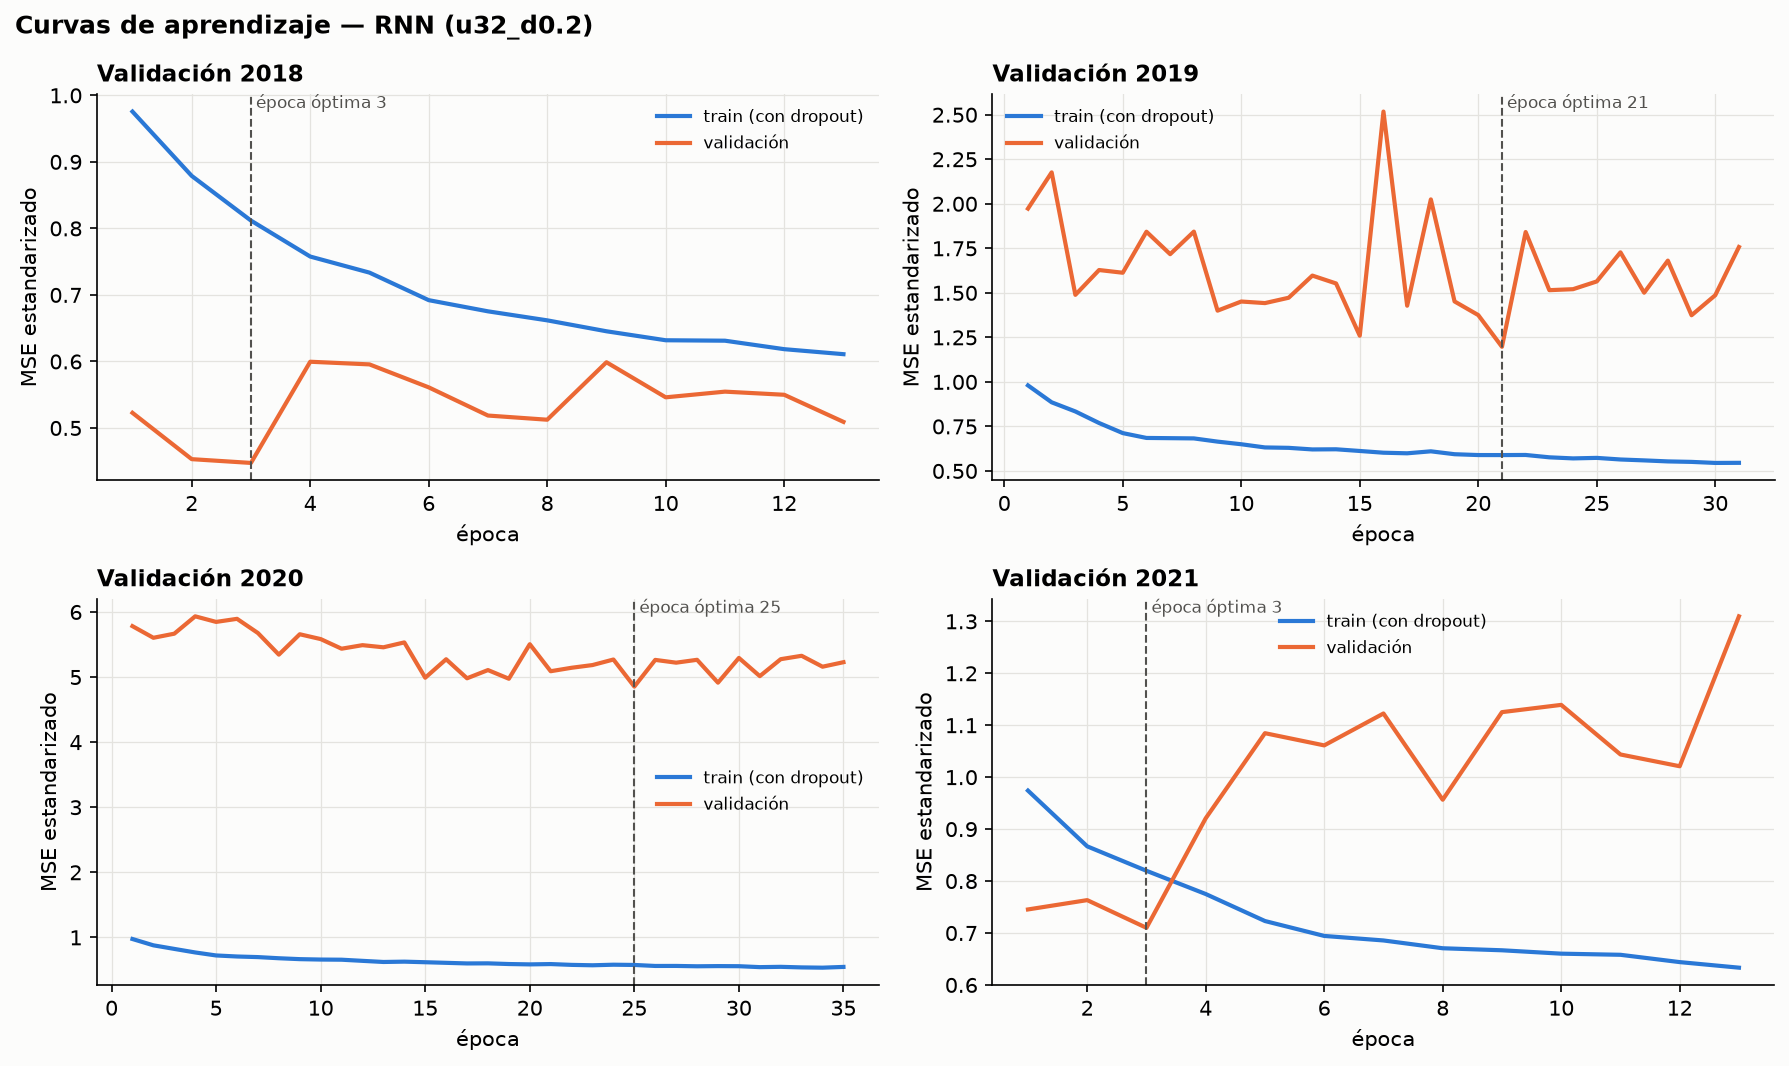 Curvas de aprendizaje — RNN (u32_d0.2)
Validación 2018
época óptima 3
train (con dropout)
validación
1.0
0.9
0.8
0.7
0.6
0.5
MSE estandarizado
2 4 6 8 10 12
época
Validación 2019
época óptima 21
train (con dropout)
validación
2.50
2.25
2.00
1.75
1.50
1.25
1.00
0.75
0.50
MSE estandarizado
0 5 10 15 20 25 30
época
Validación 2020
época óptima 25
train (con dropout)
validación
6
5
4
3
2
1
MSE estandarizado
0 5 10 15 20 25 30 35
época
Validación 2021
época óptima 3
train (con dropout)
validación
1.3
1.2
1.1
1.0
0.9
0.8
0.7
0.6
MSE estandarizado
2 4 6 8 10 12
época